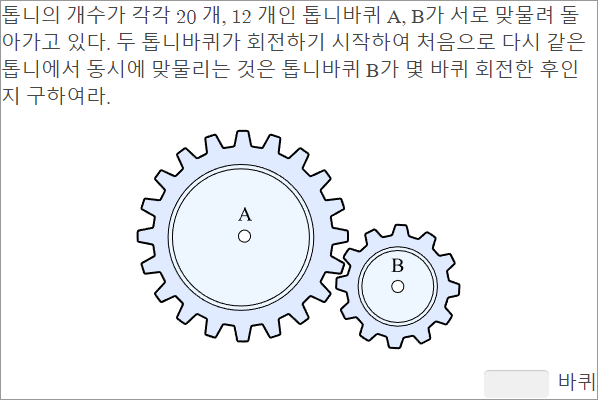 톱니의 개수가 각각 20 개, 12 개인 톱니바퀴 A, B가 서로 맞물려 돌
아가고 있다. 두 톱니바퀴가 회전하기 시작하여 처음으로 다시 같은
톱니에서 동시에 맞물리는 것은 톱니바퀴 B가 몇 바퀴 회전한 후인
지 구하여라.
A
B
바퀴